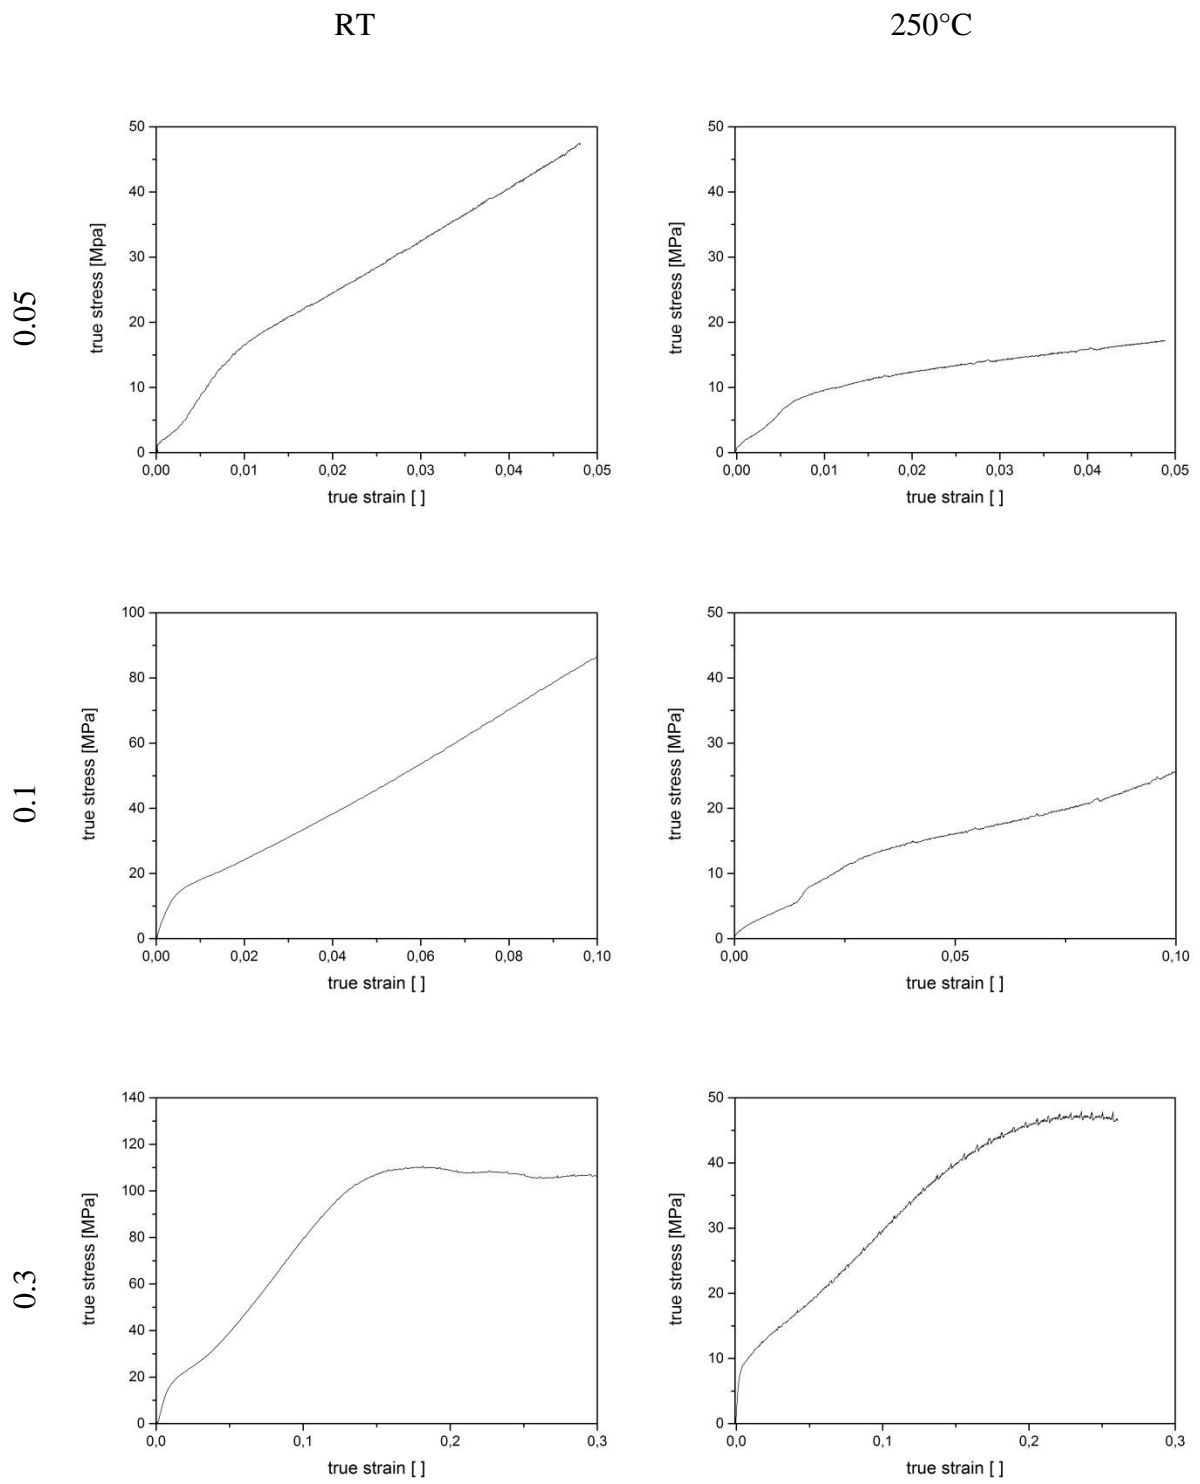 RT
250°C
0.05
50
40
30
20
10
0
true stress [Mpa]
0,00 0,01 0,02 0,03 0,04 0,05
true strain [ ]
50
40
30
20
10
0
true stress [MPa]
0,00 0,01 0,02 0,03 0,04 0,05
true strain [ ]
0.1
100
80
60
40
20
0
true stress [MPa]
0,00 0,02 0,04 0,06 0,08 0,10
true strain [ ]
50
40
30
20
10
0
true stress [MPa]
0,00 0,05 0,10
true strain [ ]
0.3
140
120
100
80
60
40
20
0
true stress [MPa]
0,0 0,1 0,2 0,3
true strain [ ]
50
40
30
20
10
0
true stress [MPa]
0,0 0,1 0,2 0,3
true strain [ ]